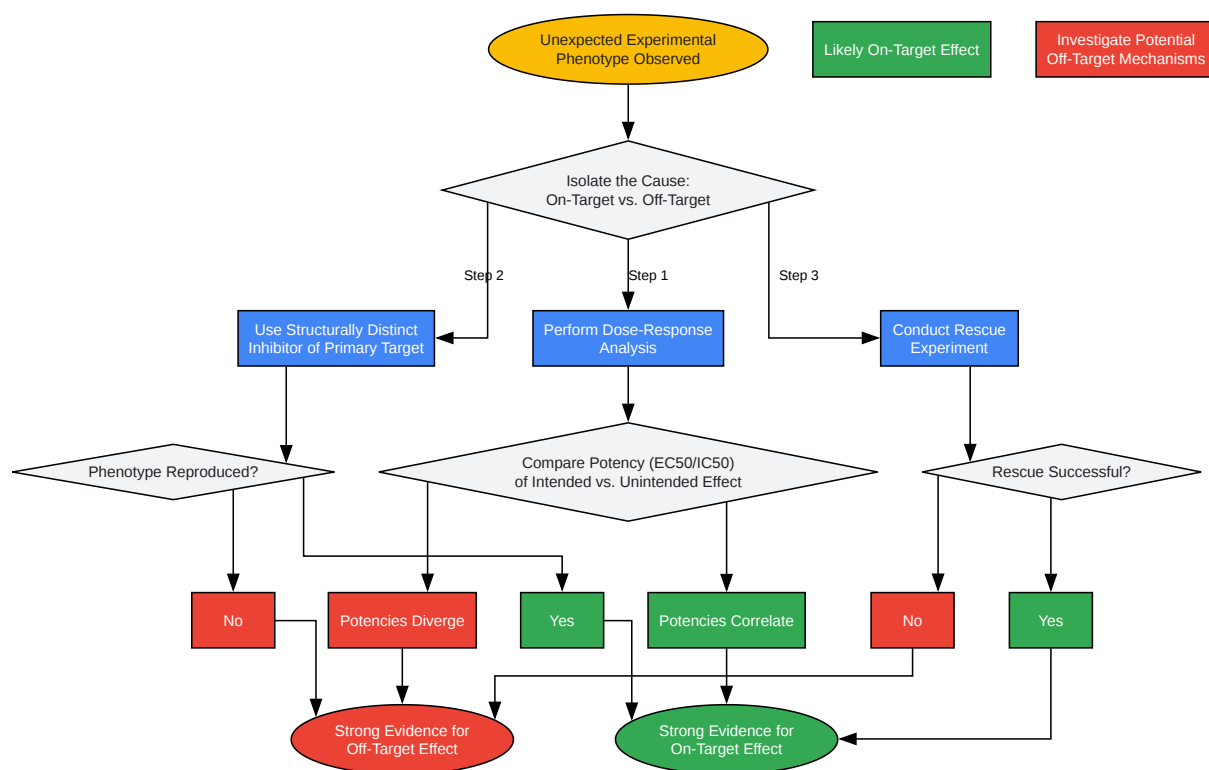 Unexpected Experimental
Phenotype Observed
Likely On-Target Effect
Investigate Potential
Off-Target Mechanisms
Isolate the Cause:
On-Target vs. Off-Target
Step 2
Step 1
Step 3
Use Structurally Distinct
Inhibitor of Primary Target
Perform Dose-Response
Analysis
Conduct Rescue
Experiment
Phenotype Reproduced?
Compare Potency (EC50/IC50)
of Intended vs. Unintended Effect
Rescue Successful?
No
Potencies Diverge
Yes
Potencies Correlate
No
Yes
Strong Evidence for
Off-Target Effect
Strong Evidence for
On-Target Effect